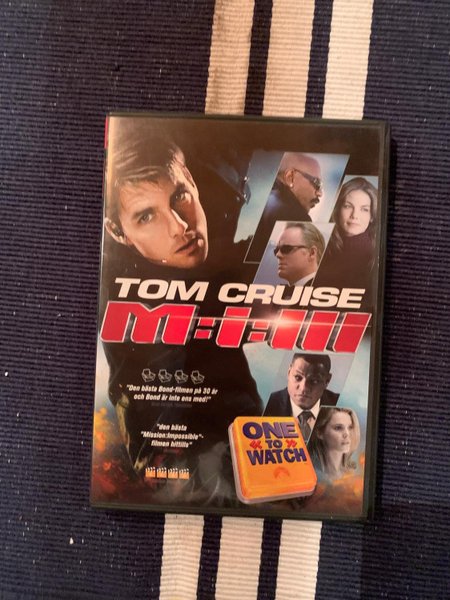 TOM CRUISE
M:i:III
"Den bästa Bond-filmen på 30 år
och Bond är inte ens med!"
"den bästa
"Mission:Impossible"-
filmen hittills"
ONE
« TO »
WATCH